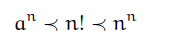 aⁿ ≺ n! ≺ nⁿ